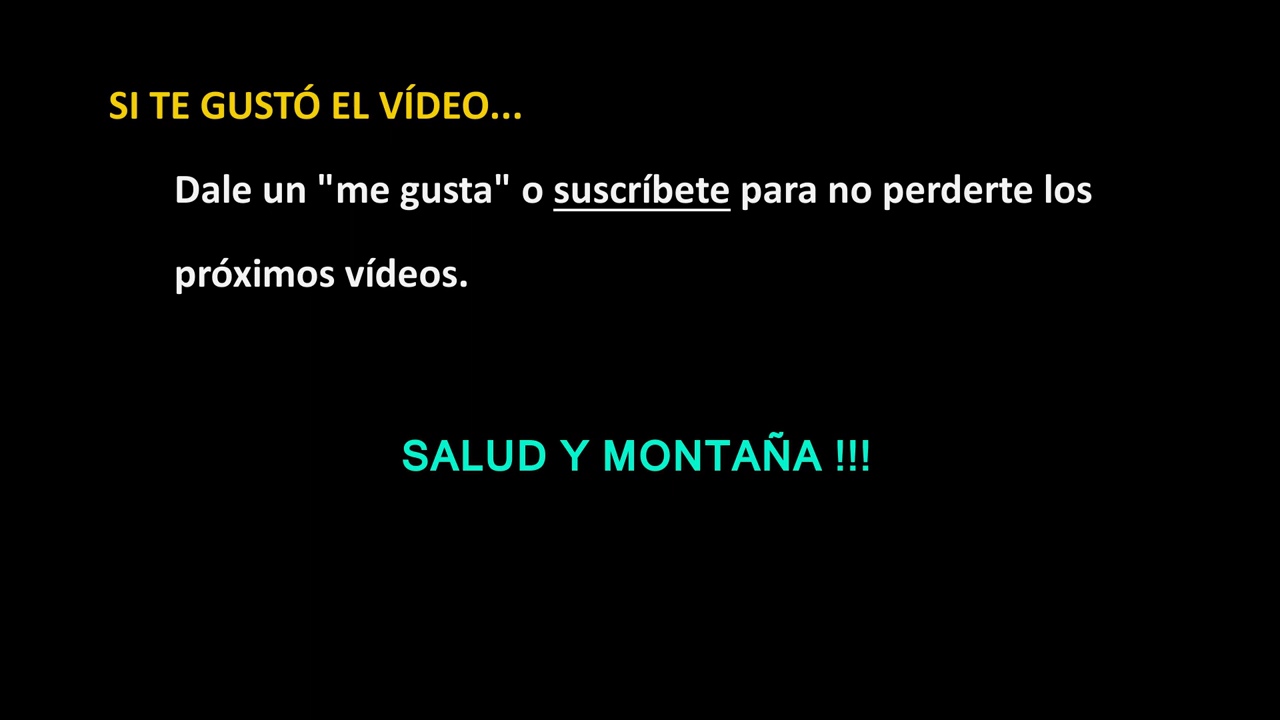 SI TE GUSTÓ EL VÍDEO...
Dale un "me gusta" o suscríbete para no perderte los
próximos vídeos.
SALUD Y MONTAÑA !!!